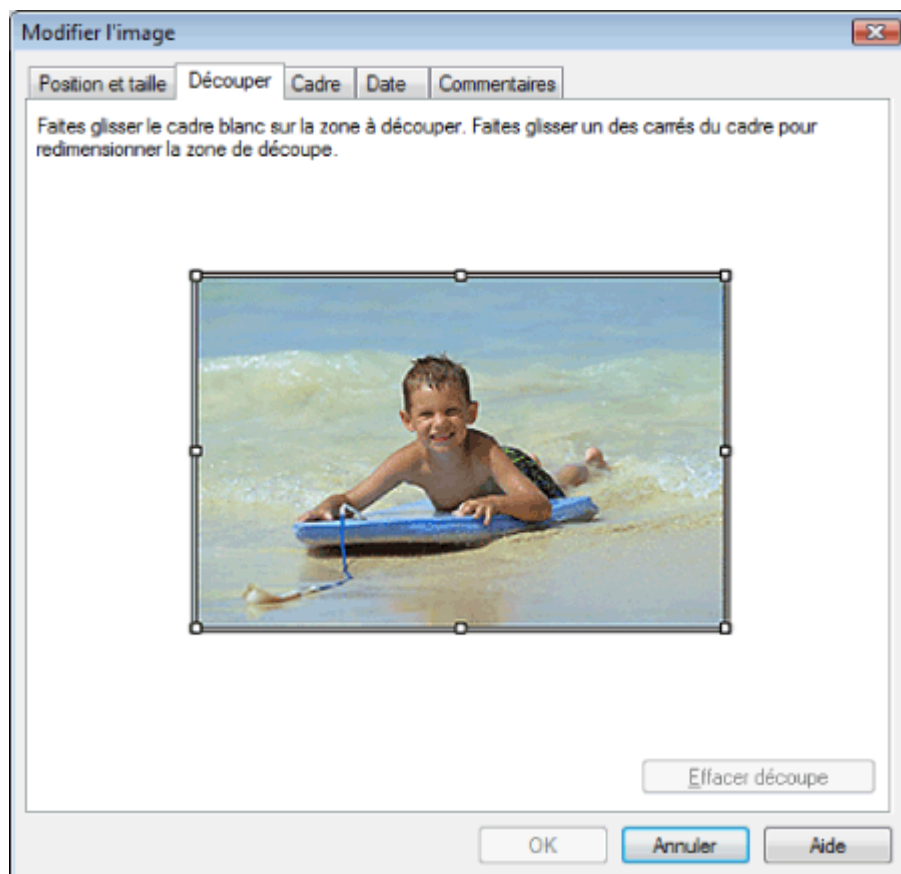 Modifier l'image
Position et taille
Découper
Cadre
Date
Commentaires
Faites glisser le cadre blanc sur la zone à découper. Faites glisser un des carrés du cadre pour
redimensionner la zone de découpe.
Effacer découpe
OK
Annuler
Aide